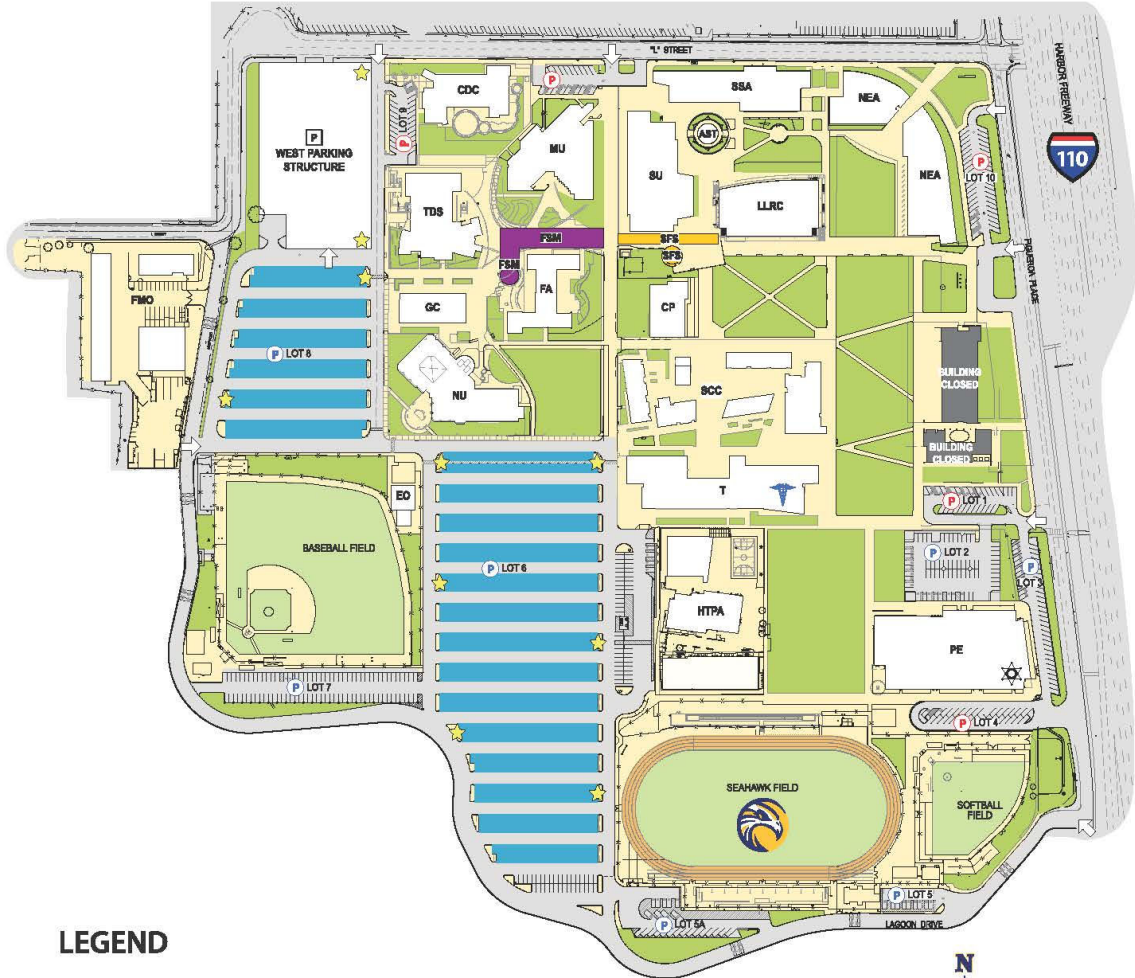 "L" STREET
HARBOR FREEWAY
110
P
CDC
SSA
NEA
P
WEST PARKING
STRUCTURE
P
LOT 9
MU
AST
SU
NEA
P
LOT 10
TDS
LLRC
FSM
SFS
FSM
SFS
FIGUEROA PLACE
FMO
GC
FA
CP
P LOT 8
BUILDING
CLOSED
NU
SCC
BUILDING
CLOSED
EO
T
P LOT 1
BASEBALL FIELD
P LOT 6
P LOT 2
P
LOT 3
HTPA
PE
P LOT 7
P LOT 4
SEAHAWK FIELD
SOFTBALL
FIELD
P LOT 5
P LOT 5A
LAGOON DRIVE
LEGEND
N